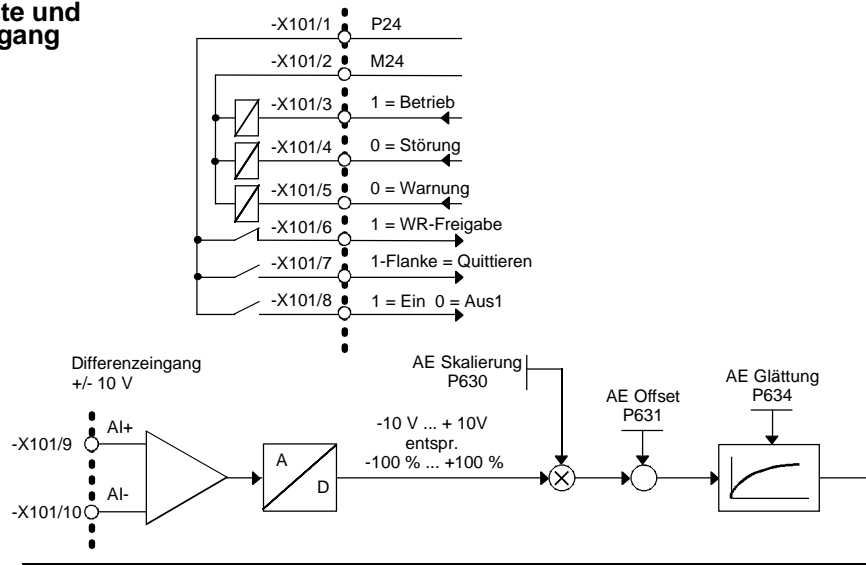 ste und
gang
-X101/1 P24
-X101/2 M24
-X101/3 1 = Betrieb
-X101/4 0 = Störung
-X101/5 0 = Warnung
-X101/6 1 = WR-Freigabe
-X101/7 1-Flanke = Quittieren
-X101/8 1 = Ein 0 = Aus1
Differenzeingang
+/- 10 V
AE Skalierung
P630
AE Offset
P631
AE Glättung
P634
-X101/9 AI+
-X101/10 AI-
A
D
-10 V ... + 10V
entspr.
-100 % ... +100 %